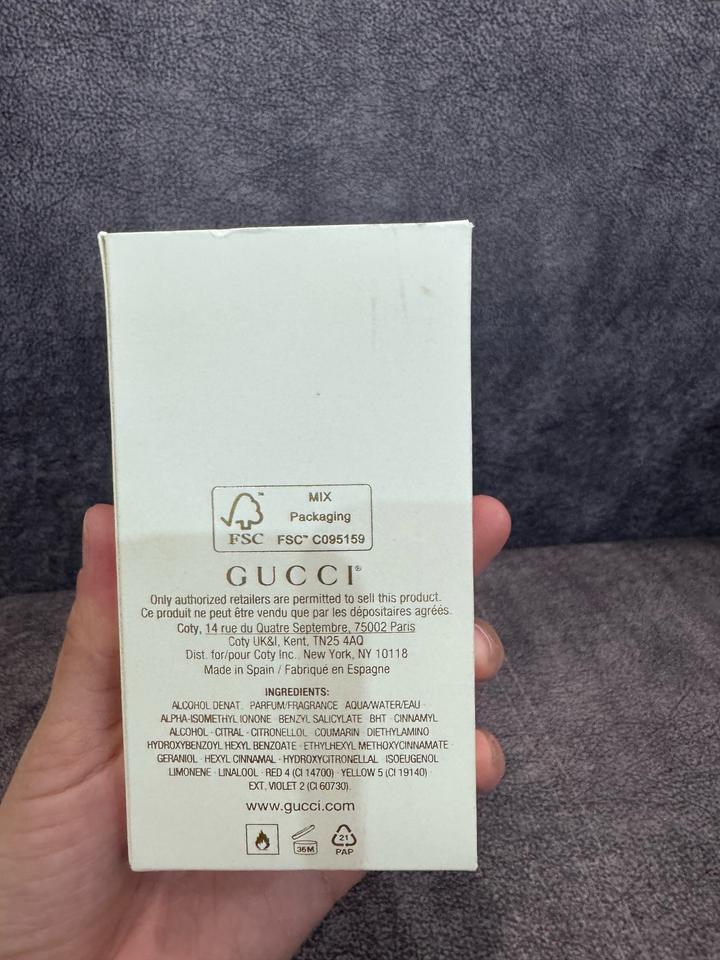 MIX
Packaging
FSC™ FSC™ C095159
GUCCI®
Only authorized retailers are permitted to sell this product.
Ce produit ne peut être vendu que par les dépositaires agréés.
Coty, 14 rue du Quatre Septembre, 75002 Paris
Coty UK&I, Kent, TN25 4AQ
Dist. for/pour Coty Inc., New York, NY 10118
Made in Spain / Fabriqué en Espagne
INGREDIENTS:
ALCOHOL DENAT. · PARFUM/FRAGRANCE · AQUA/WATER/EAU ·
ALPHA-ISOMETHYL IONONE · BENZYL SALICYLATE · BHT · CINNAMYL
ALCOHOL · CITRAL · CITRONELLOL · COUMARIN · DIETHYLAMINO
HYDROXYBENZOYL HEXYL BENZOATE · ETHYLHEXYL METHOXYCINNAMATE ·
GERANIOL · HEXYL CINNAMAL · HYDROXYCITRONELLAL · ISOEUGENOL ·
LIMONENE · LINALOOL · RED 4 (CI 14700) · YELLOW 5 (CI 19140) ·
EXT. VIOLET 2 (CI 60730).
www.gucci.com
36M
21
PAP